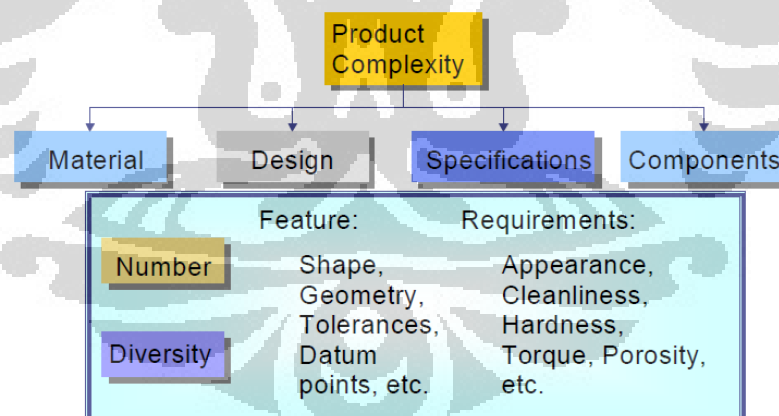 Product
Complexity
Material
Design
Specifications
Components
Feature:
Requirements:
Number
Shape,
Geometry,
Tolerances,
Datum
points, etc.
Appearance,
Cleanliness,
Hardness,
Torque, Porosity,
etc.
Diversity